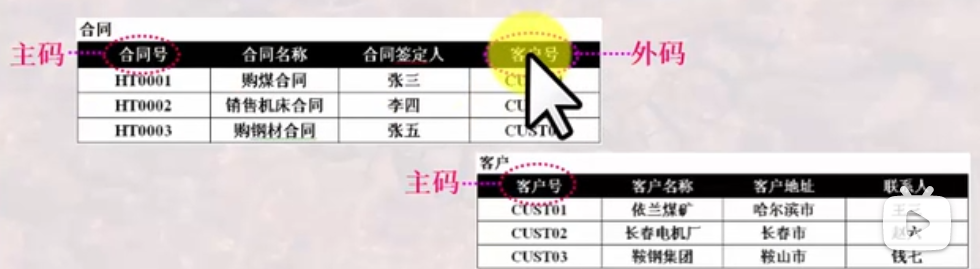 合同
主码 合同号 合同名称 合同签定人 客户号 外码
HT0001 购煤合同 张三
HT0002 销售机床合同 李四
HT0003 购钢材合同 张五
客户
主码 客户号 客户名称 客户地址 联系人
CUST01 依兰煤矿 哈尔滨市 王三
CUST02 长春电机厂 长春市 赵六
CUST03 鞍钢集团 鞍山市 钱七